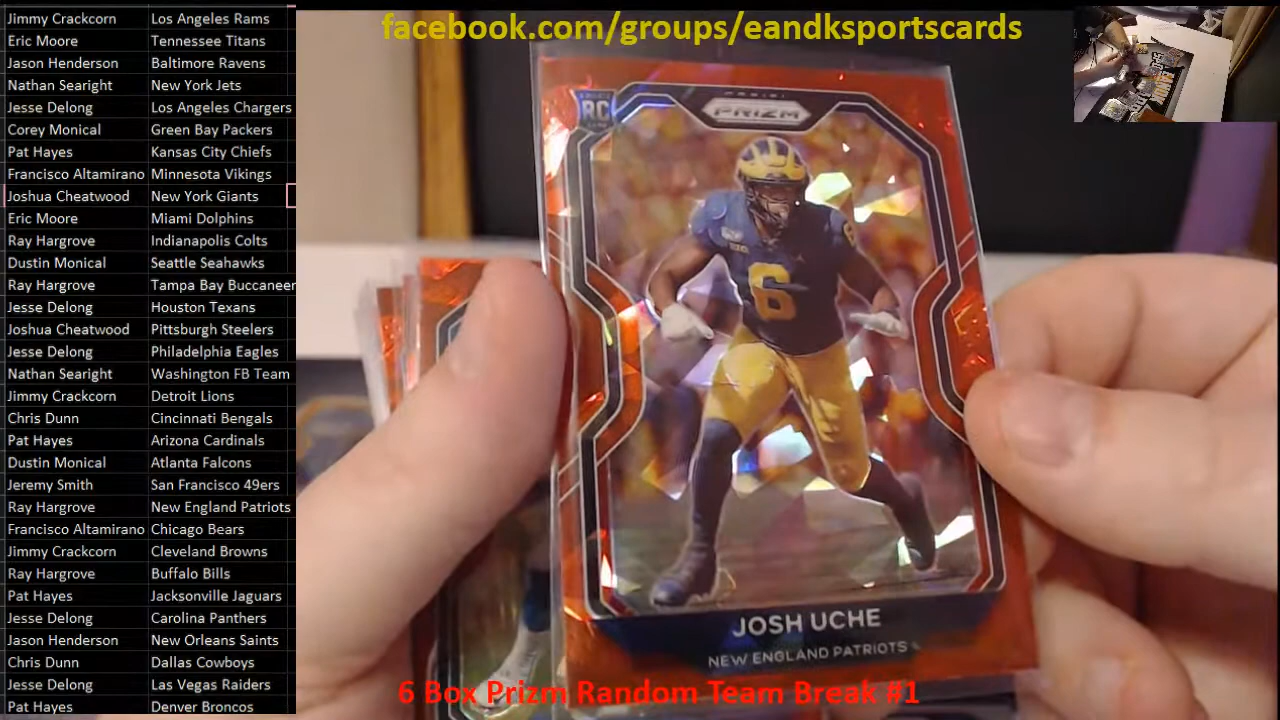 facebook.com/groups/eandksportscards
Jimmy Crackcorn Los Angeles Rams
Eric Moore Tennessee Titans
Jason Henderson Baltimore Ravens
Nathan Searight New York Jets
Jesse Delong Los Angeles Chargers
Corey Monical Green Bay Packers
Pat Hayes Kansas City Chiefs
Francisco Altamirano Minnesota Vikings
Joshua Cheatwood New York Giants
Eric Moore Miami Dolphins
Ray Hargrove Indianapolis Colts
Dustin Monical Seattle Seahawks
Ray Hargrove Tampa Bay Buccaneer
Jesse Delong Houston Texans
Joshua Cheatwood Pittsburgh Steelers
Jesse Delong Philadelphia Eagles
Nathan Searight Washington FB Team
Jimmy Crackcorn Detroit Lions
Chris Dunn Cincinnati Bengals
Pat Hayes Arizona Cardinals
Dustin Monical Atlanta Falcons
Jeremy Smith San Francisco 49ers
Ray Hargrove New England Patriots
Francisco Altamirano Chicago Bears
Jimmy Crackcorn Cleveland Browns
Ray Hargrove Buffalo Bills
Pat Hayes Jacksonville Jaguars
Jesse Delong Carolina Panthers
Jason Henderson New Orleans Saints
Chris Dunn Dallas Cowboys
Jesse Delong Las Vegas Raiders
Pat Hayes Denver Broncos
RC
PANINI
PRIZM
6
JOSH UCHE
NEW ENGLAND PATRIOTS
6 Box Prizm Random Team Break #1